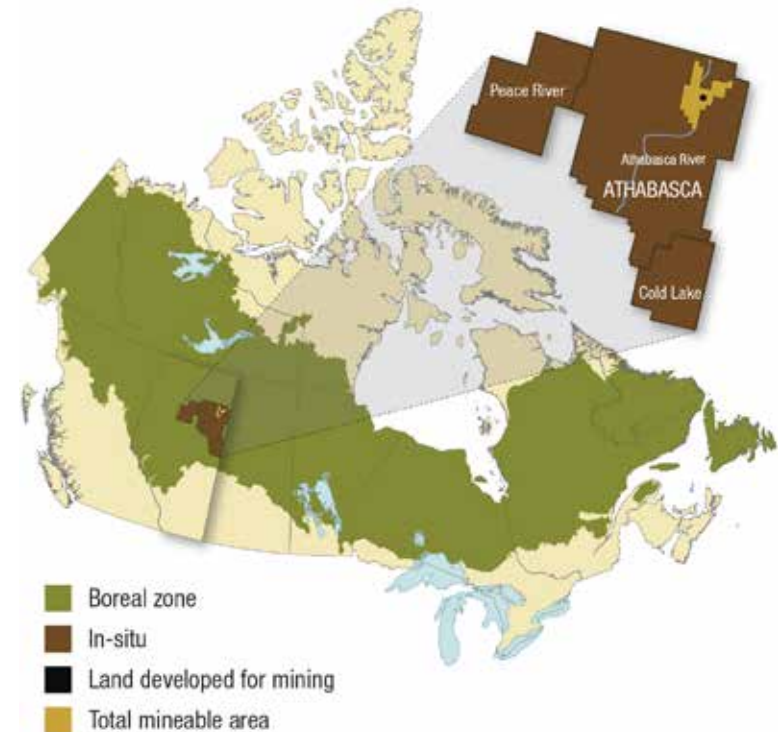 Peace River
Athabasca River
ATHABASCA
Cold Lake
Boreal zone
In-situ
Land developed for mining
Total mineable area